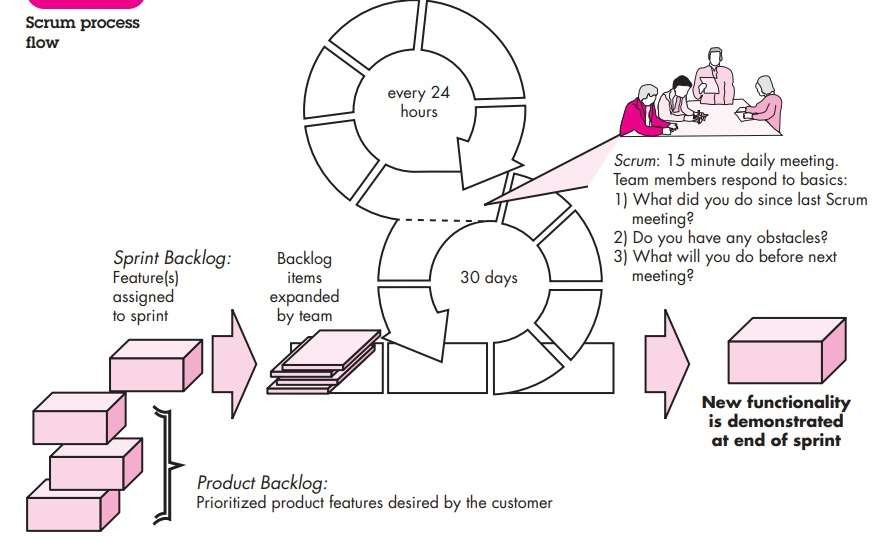 Scrum process
flow
every 24
hours
Scrum: 15 minute daily meeting.
Team members respond to basics:
1) What did you do since last Scrum
meeting?
2) Do you have any obstacles?
3) What will you do before next
meeting?
Sprint Backlog:
Feature(s)
assigned
to sprint
Backlog
items
expanded
by team
30 days
New functionality
is demonstrated
at end of sprint
Product Backlog:
Prioritized product features desired by the customer